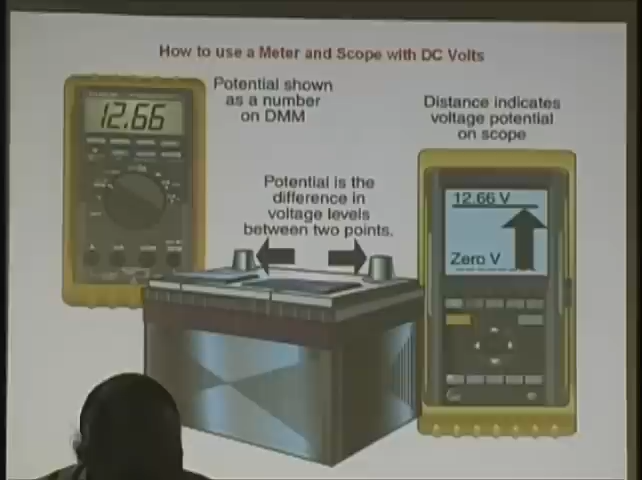 How to use a Meter and Scope with DC Volts
Potential shown
as a number
on DMM
12.66
Distance indicates
voltage potential
on scope
Potential is the
difference in
voltage levels
between two points.
12.66 V
Zero V